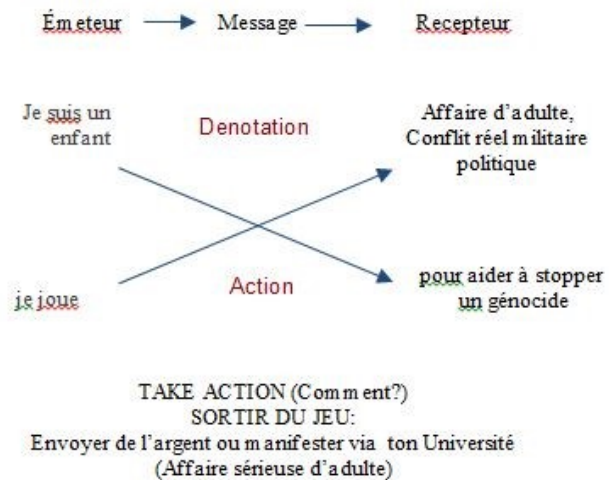 Émeteur Message Recepteur
Je suis un
enfant
Denotation
Affaire d'adulte,
Conflit réel militaire
politique
je joue
Action
pour aider à stopper
un génocide
TAKE ACTION (Comment?)
SORTIR DU JEU:
Envoyer de l'argent ou manifester via ton Université
(Affaire sérieuse d'adulte)